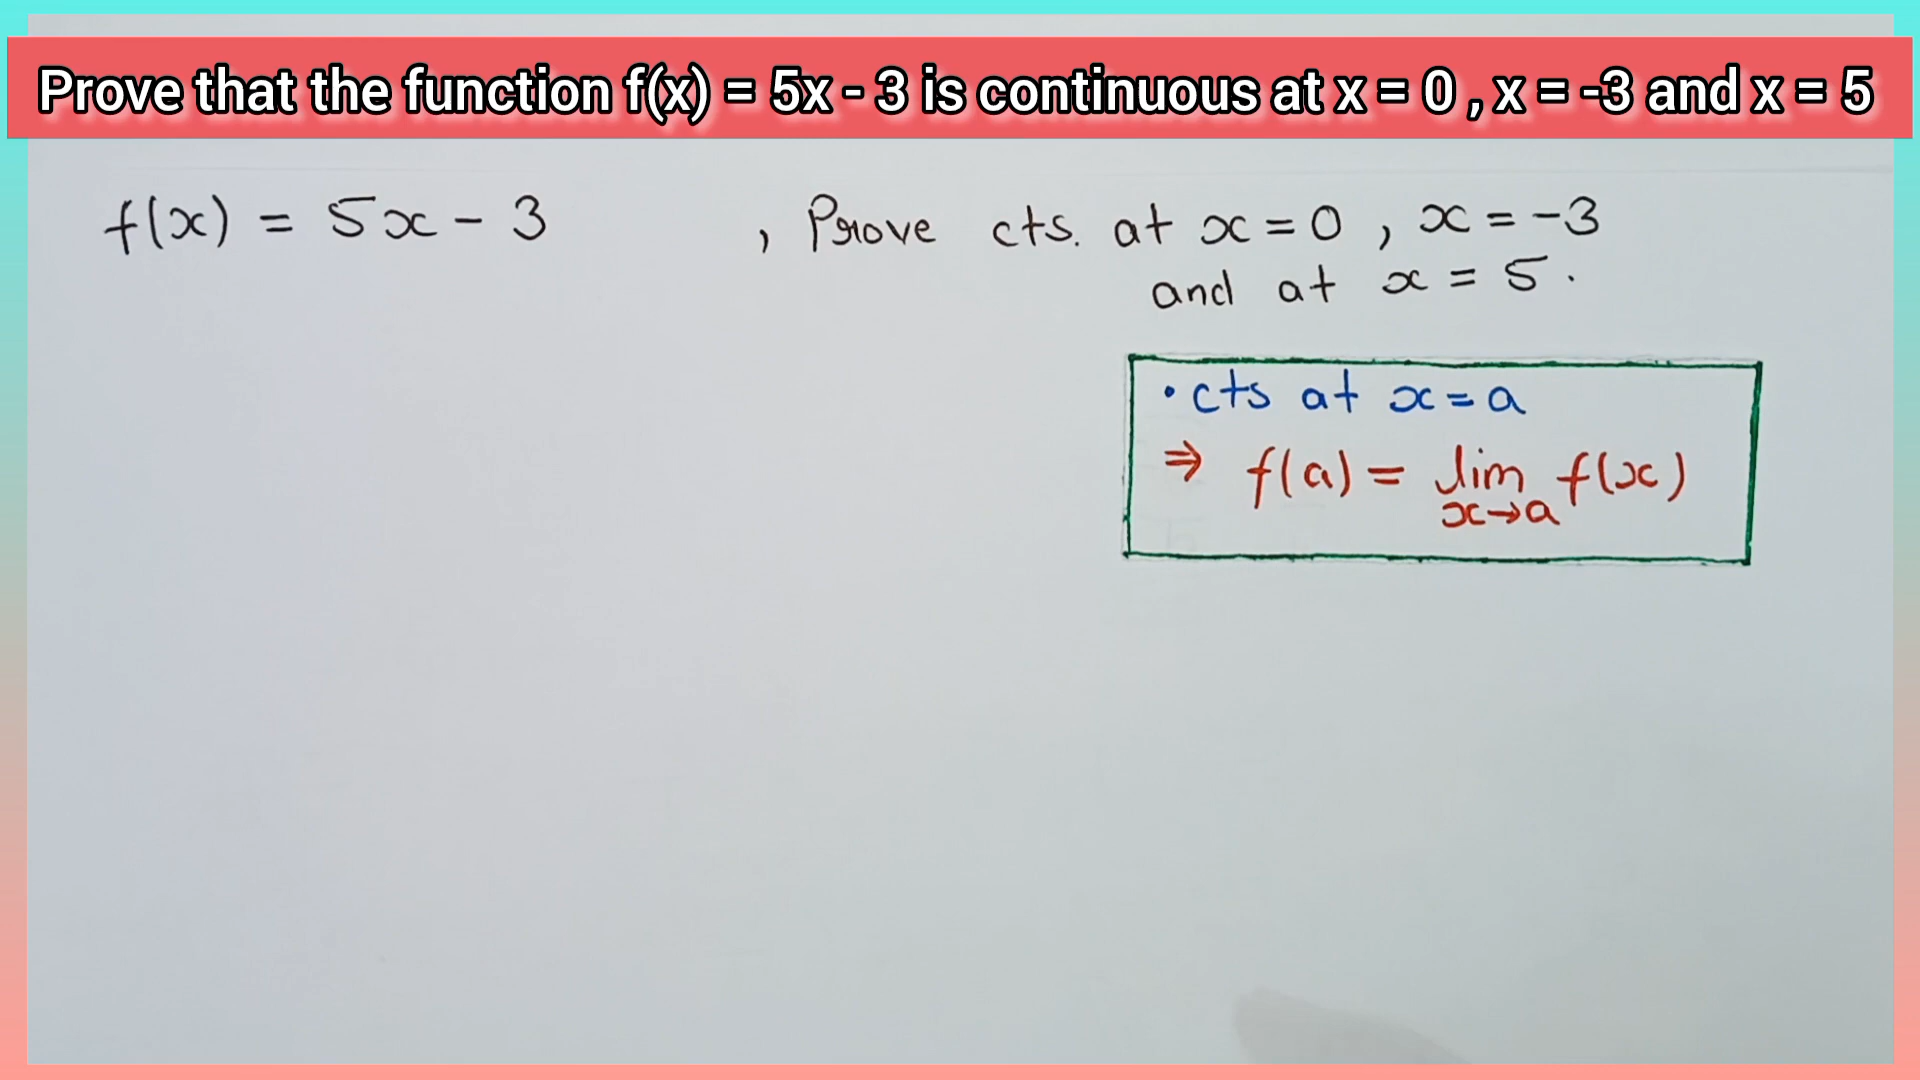 Prove that the function f(x) = 5x - 3 is continuous at x = 0 , x = -3 and x = 5
f(x) = 5x - 3 , Prove cts. at x = 0 , x = -3
and at x = 5 .
• cts at x = a
⇒ f(a) = lim f(x)
x→a